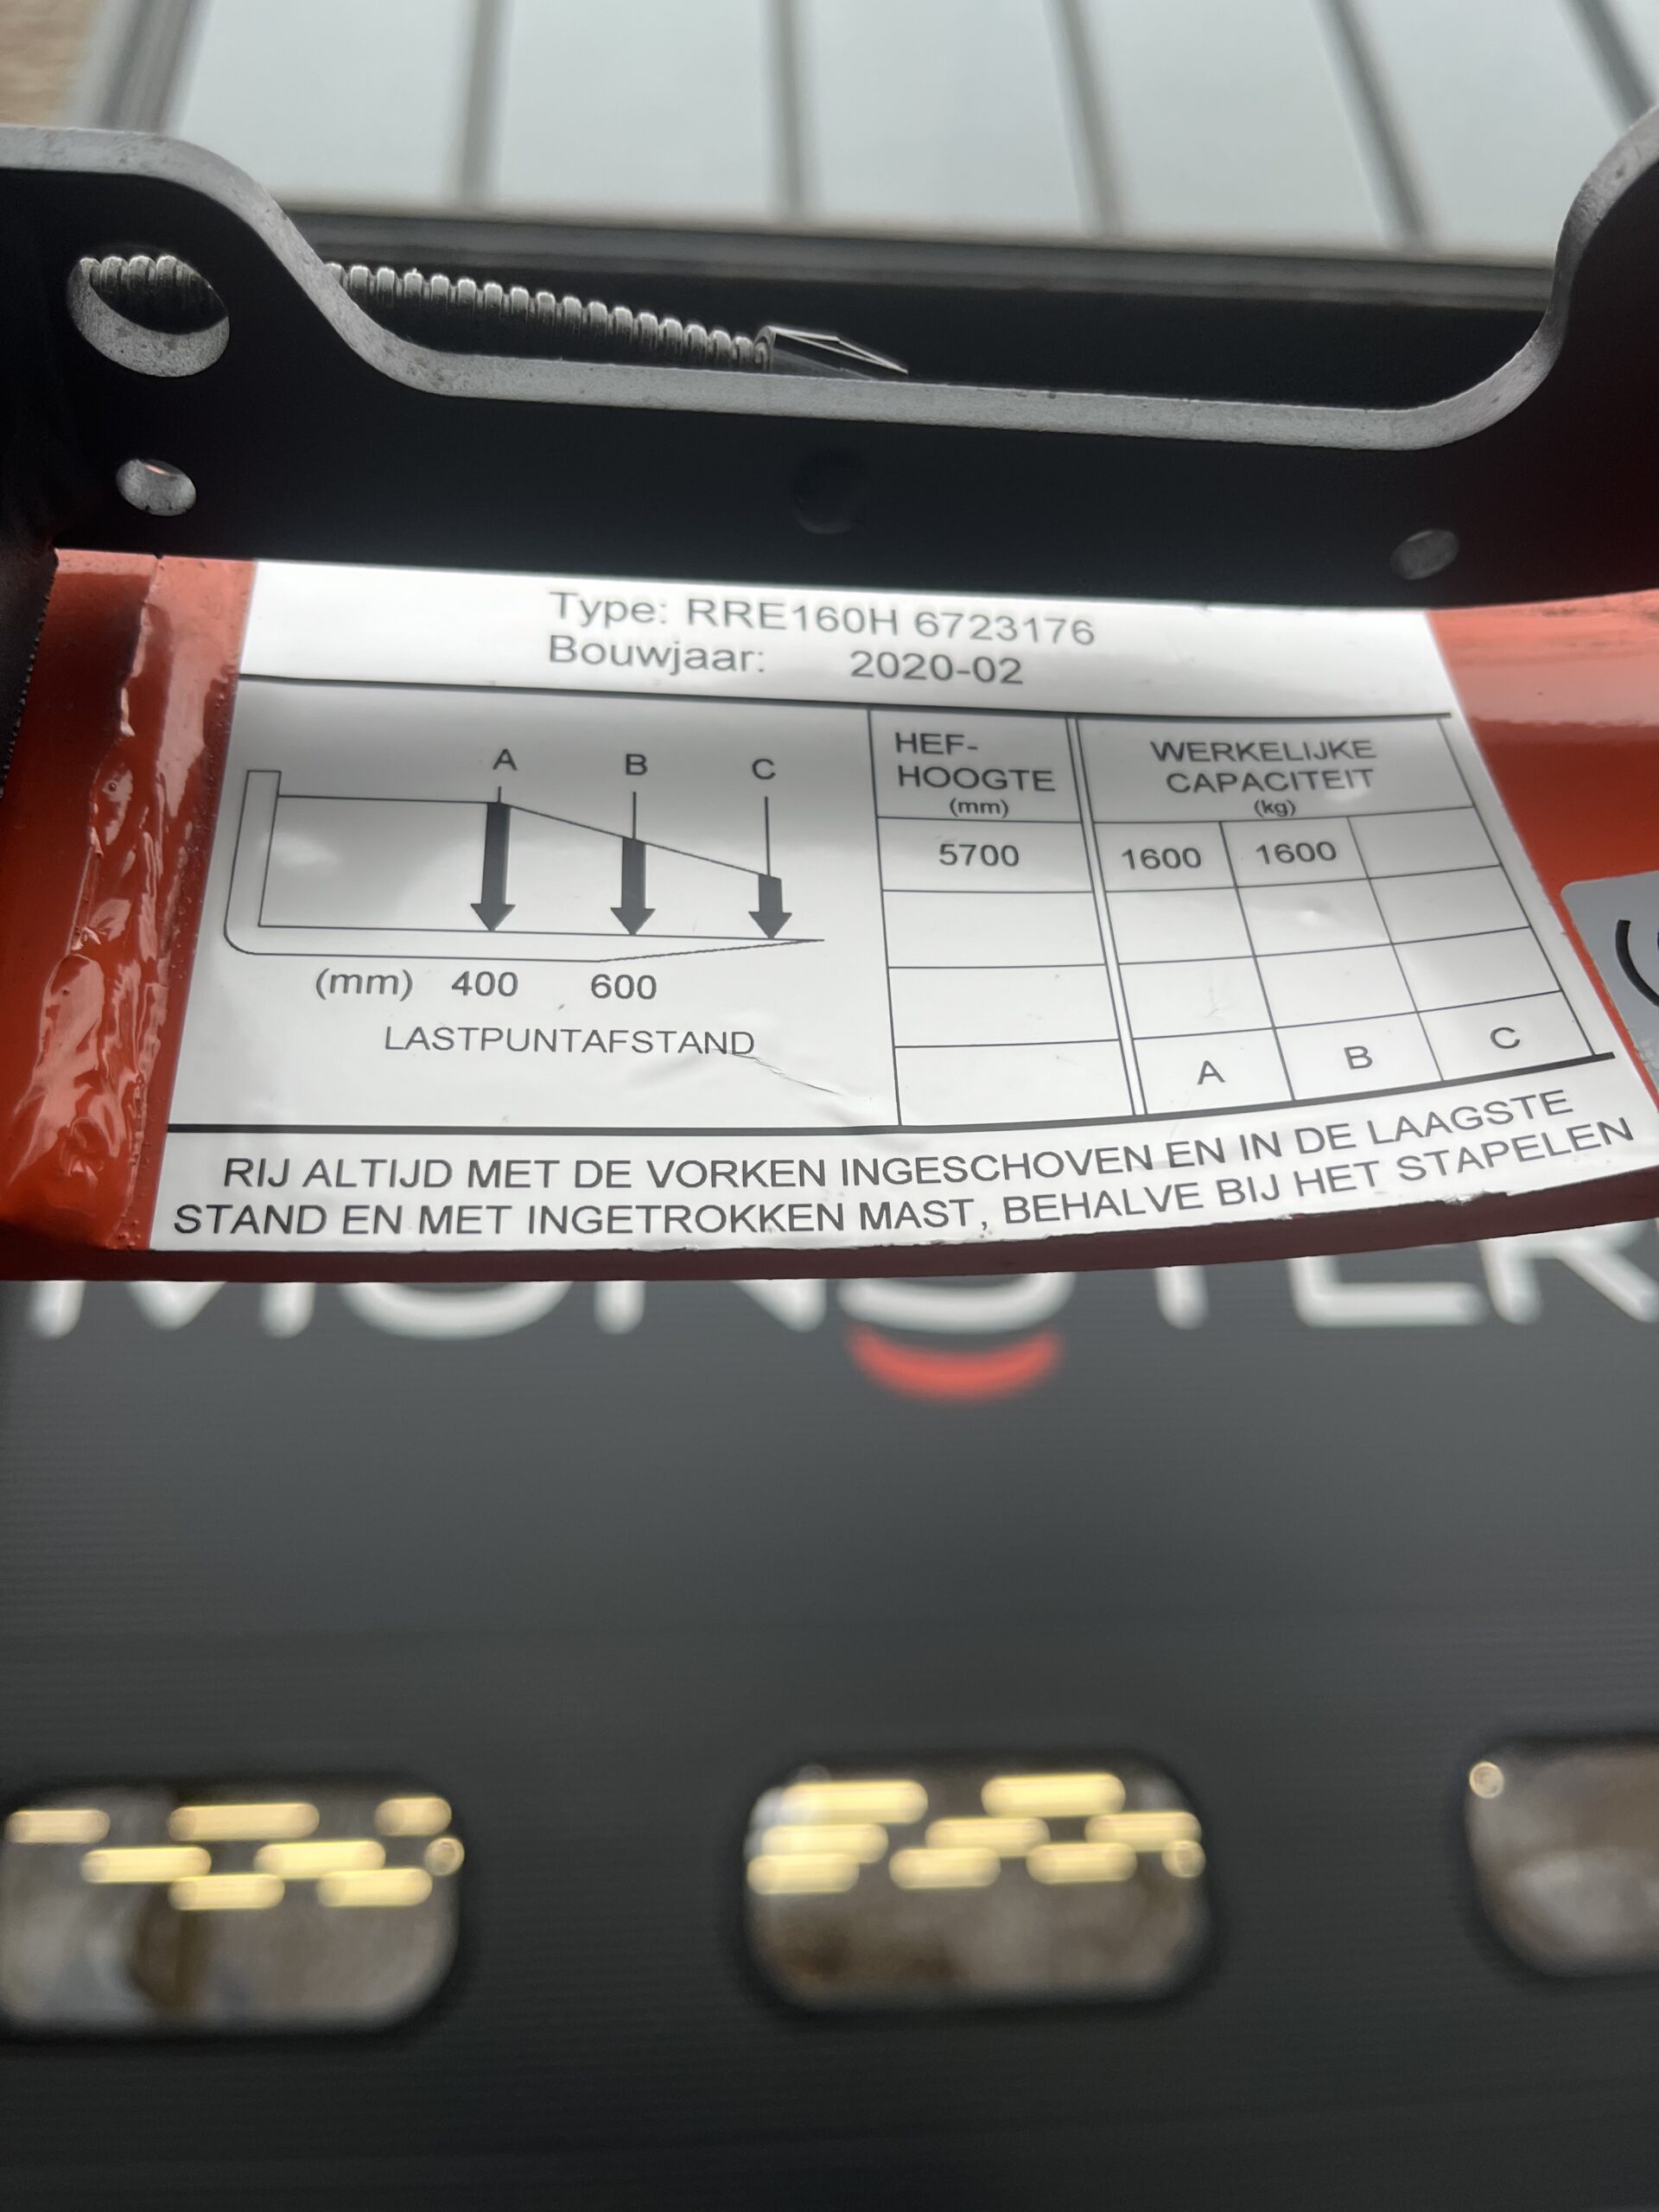 Type: RRE160H 6723176
Bouwjaar: 2020-02
A B C
(mm) 400 600
LASTPUNTAFSTAND
HEF-
HOOGTE
(mm)
WERKELIJKE
CAPACITEIT
(kg)
5700 1600 1600
A B C
RIJ ALTIJD MET DE VORKEN INGESCHOVEN EN IN DE LAAGSTE
STAND EN MET INGETROKKEN MAST, BEHALVE BIJ HET STAPELEN
MONSTER